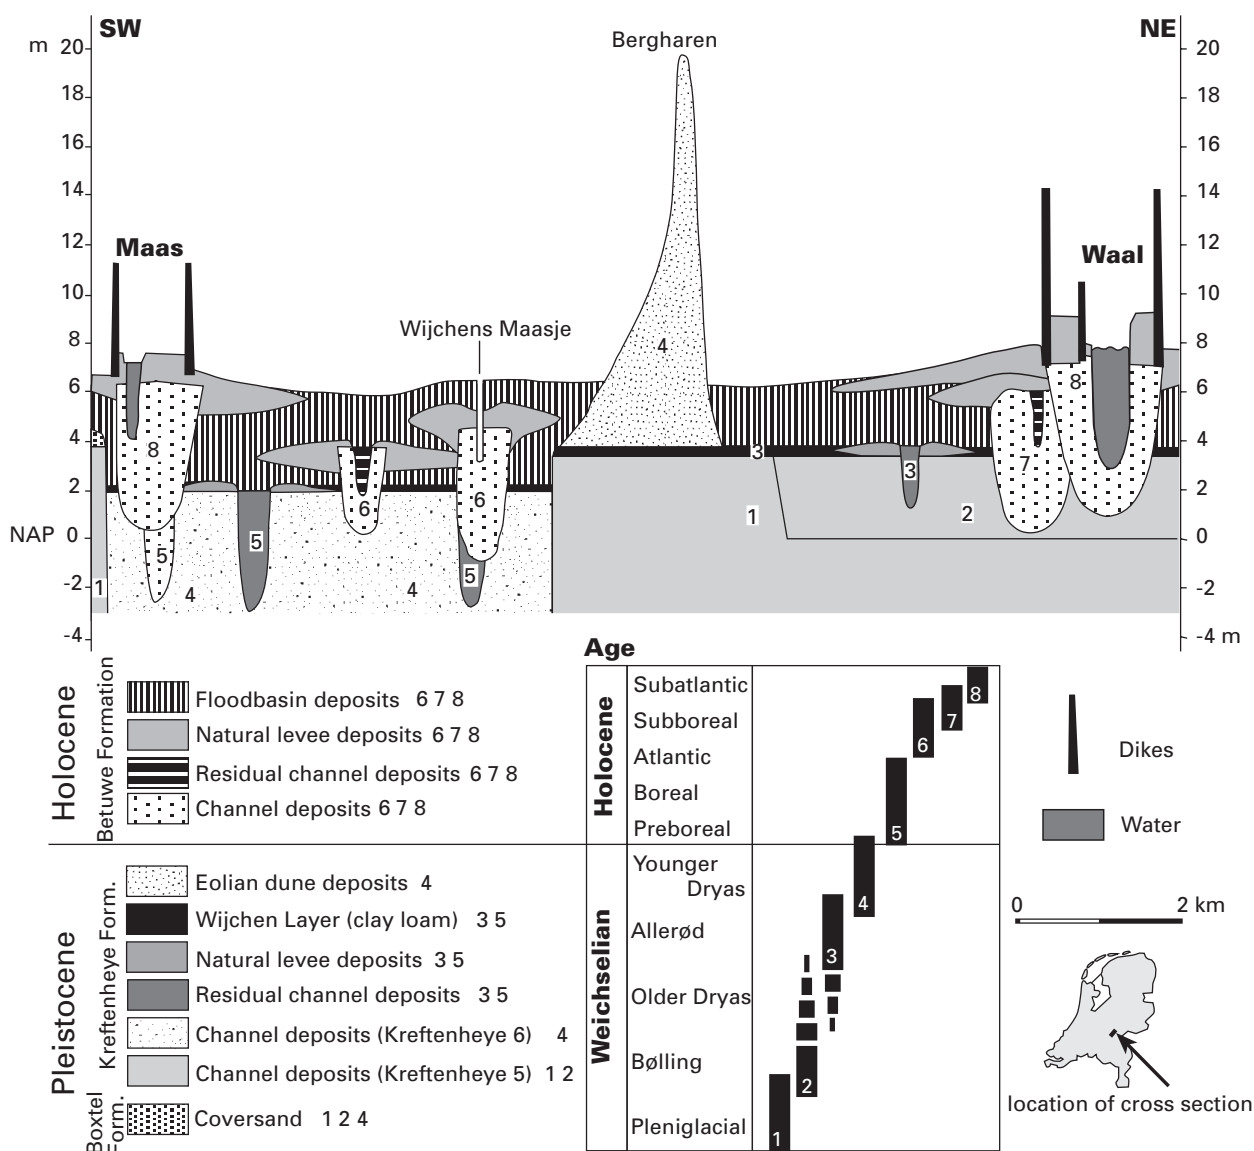 SW
NE
Bergharen
m 20
18
16
14
12
10
8
6
4
2
NAP 0
-2
-4
20
18
16
14
12
10
8
6
4
2
0
-2
-4 m
Maas
Waal
Wijchens Maasje
4
8
8
3
3
7
6
6
1
2
5
5
5
1
4
4
Holocene
Betuwe Formation
Floodbasin deposits 6 7 8
Natural levee deposits 6 7 8
Residual channel deposits 6 7 8
Channel deposits 6 7 8
Pleistocene
Kreftenheye Form.
Eolian dune deposits 4
Wijchen Layer (clay loam) 3 5
Natural levee deposits 3 5
Residual channel deposits 3 5
Channel deposits (Kreftenheye 6) 4
Channel deposits (Kreftenheye 5) 1 2
Boxtel
Form.
Coversand 1 2 4
Age
Holocene
Subatlantic
Subboreal
Atlantic
Boreal
Preboreal
Weichselian
Younger
Dryas
Allerød
Older Dryas
Bølling
Pleniglacial
8
7
6
5
4
3
2
1
Dikes
Water
0 2 km
location of cross section